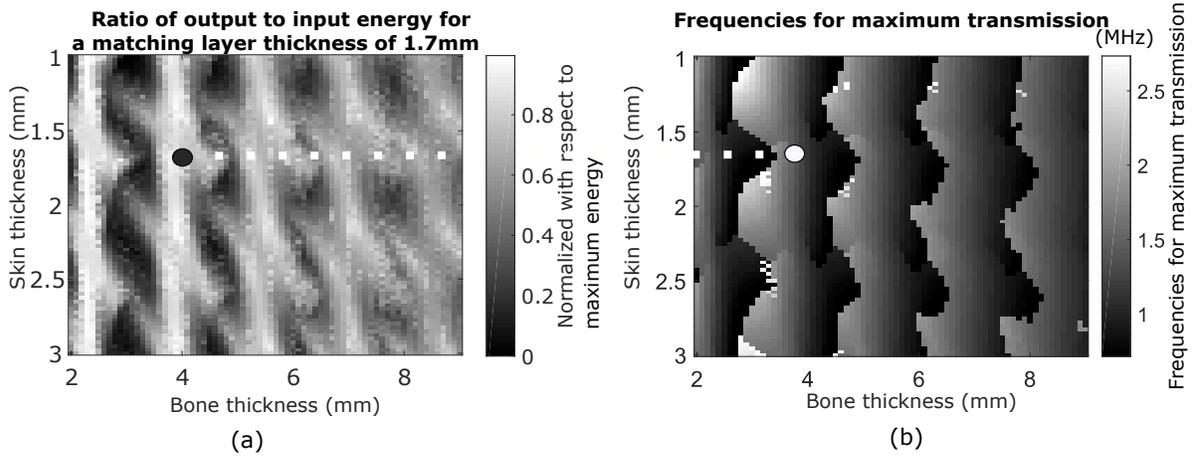 Ratio of output to input energy for
a matching layer thickness of 1.7mm
1
1.5
2
2.5
3
Skin thickness (mm)
2
4
6
8
Bone thickness (mm)
0.8
0.6
0.4
0.2
0
Normalized with respect to
maximum energy
(a)
Frequencies for maximum transmission
(MHz)
1
1.5
2
2.5
3
Skin thickness (mm)
2
4
6
8
Bone thickness (mm)
2.5
2
1.5
1
Frequencies for maximum transmission
(b)